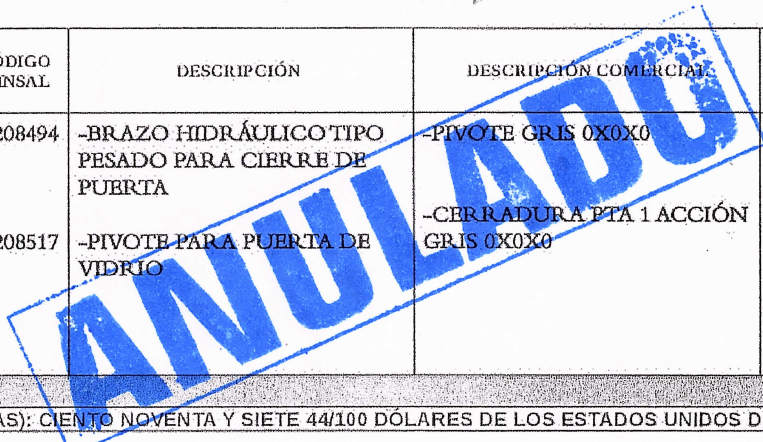 ÓDIGO
INSAL
DESCRIPCIÓN
DESCRIPCIÓN COMERCIAL
208494
-BRAZO HIDRÁULICO TIPO
PESADO PARA CIERRE DE
PUERTA
-PIVOTE GRIS 0X0X0
208517
-PIVOTE PARA PUERTA DE
VIDRIO
-CERRADURA PTA 1 ACCIÓN
GRIS 0X0X0
ANULADO
AS): CIENTO NOVENTA Y SIETE 44/100 DÓLARES DE LOS ESTADOS UNIDOS D